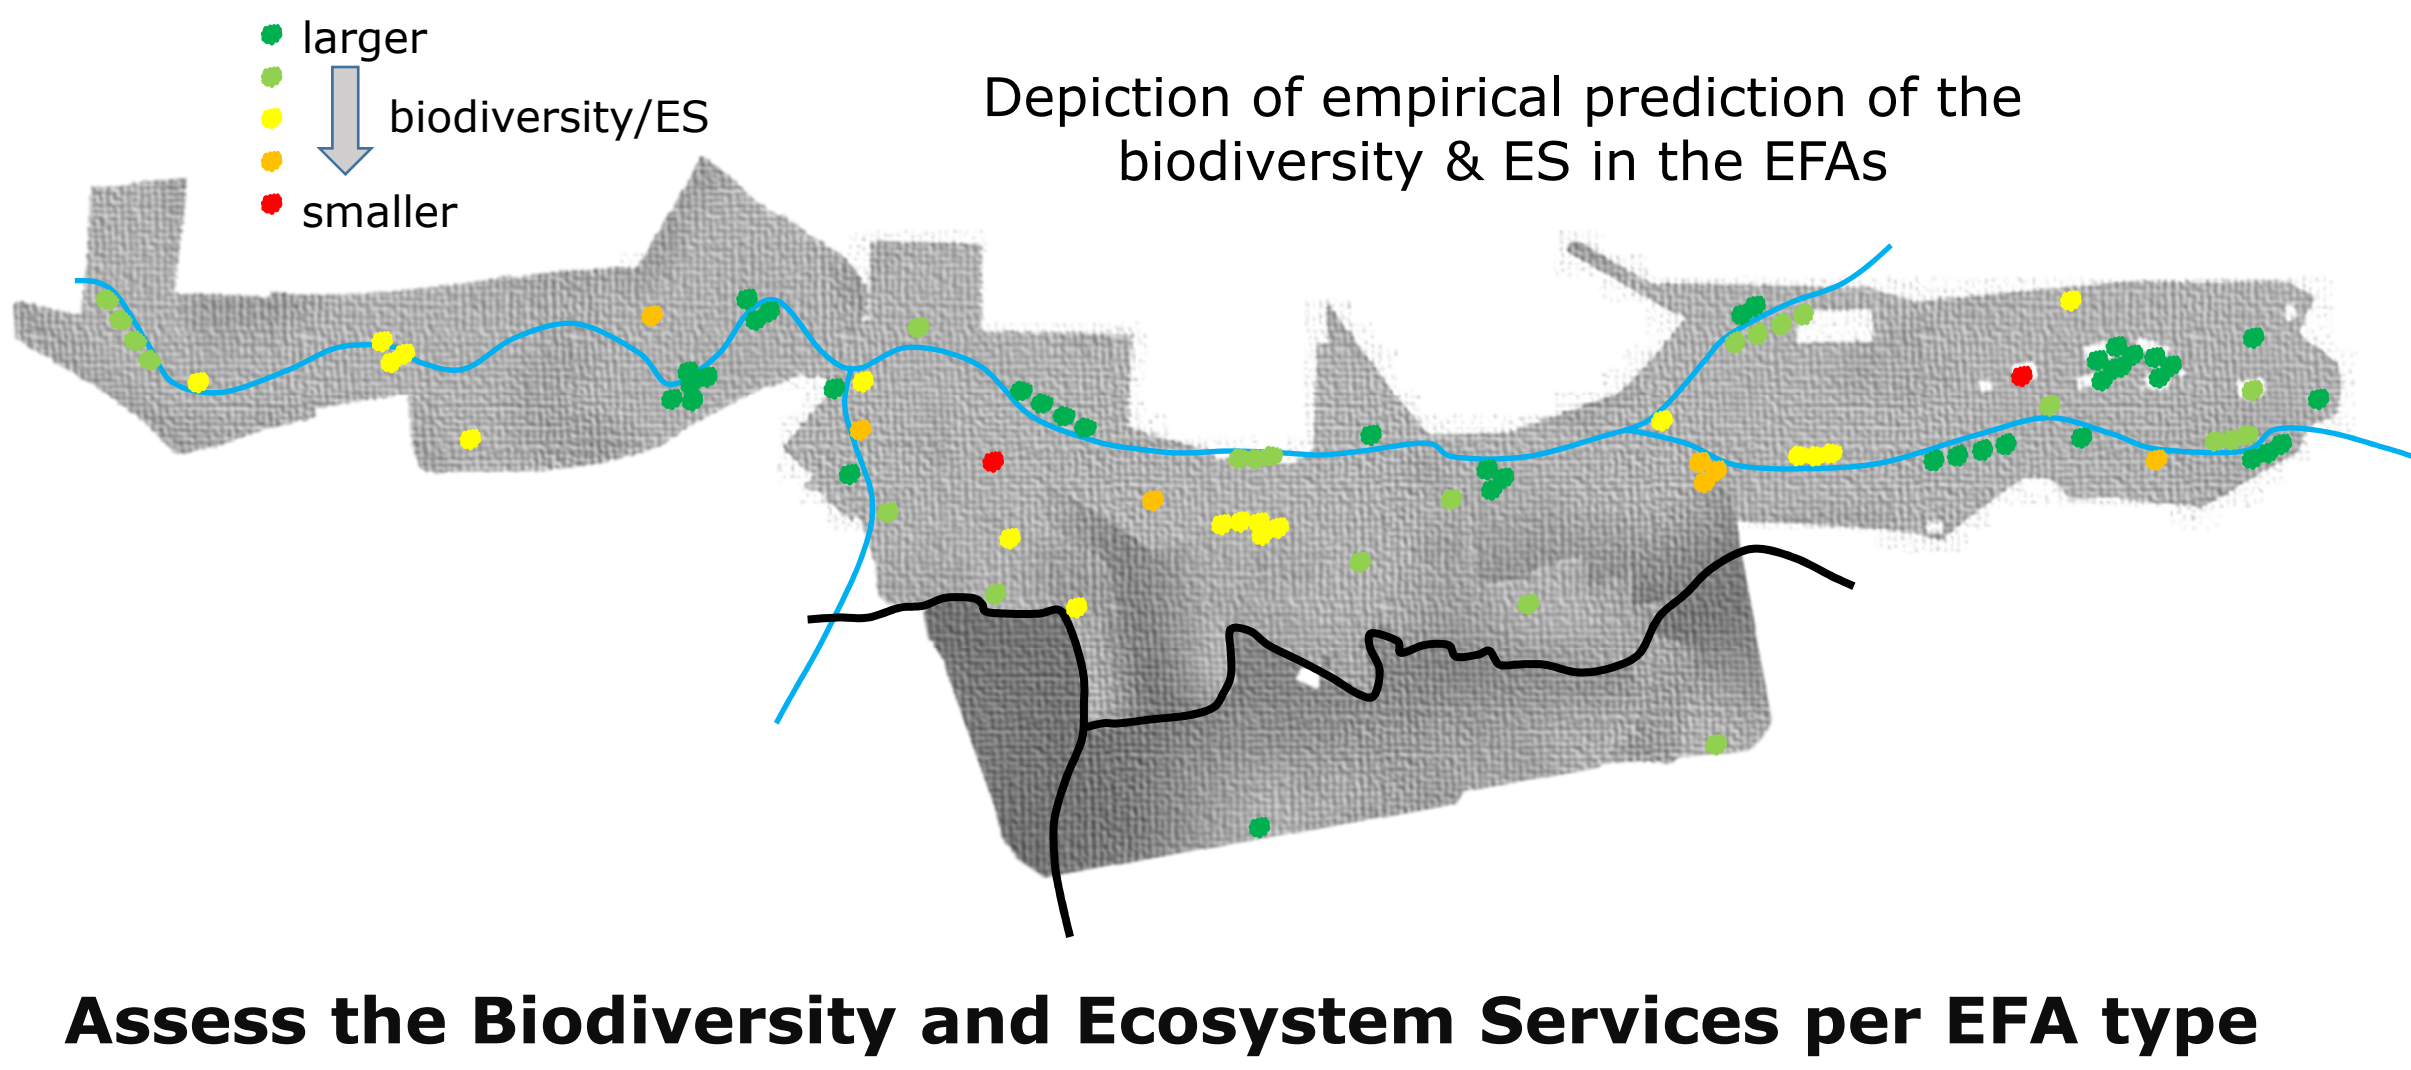 larger
biodiversity/ES
smaller
Depiction of empirical prediction of the
biodiversity & ES in the EFAs
Assess the Biodiversity and Ecosystem Services per EFA type